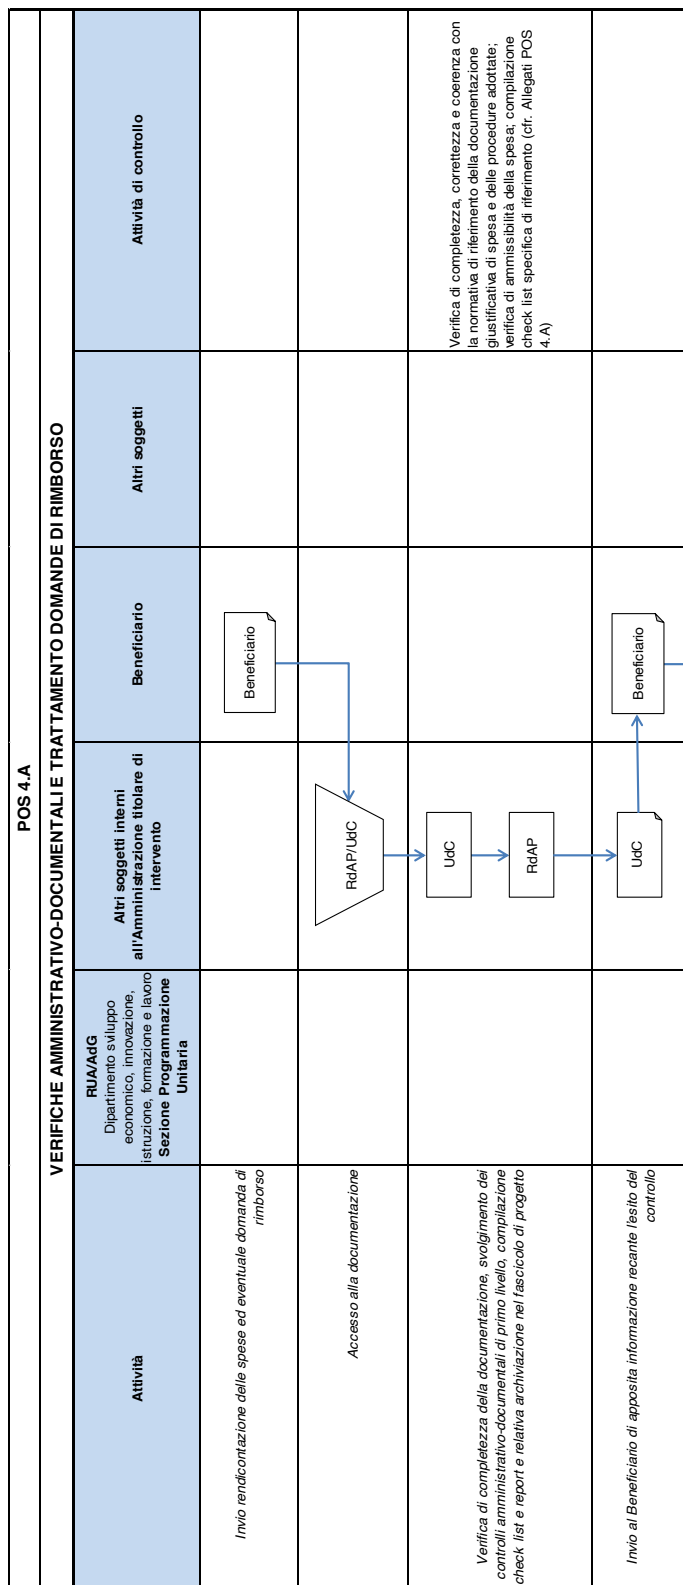 POS 4.A
VERIFICHE AMMINISTRATIVO-DOCUMENTALI E TRATTAMENTO DOMANDE DI RIMBORSO
Attività
RUA/AdG
Dipartimento sviluppo
economico, innovazione,
istruzione, formazione e lavoro
Sezione Programmazione
Unitaria
Altri soggetti interni
all'Amministrazione titolare di
intervento
Beneficiario
Altri soggetti
Attività di controllo
Invio rendicontazione delle spese ed eventuale domanda di
rimborso
Beneficiario
Accesso alla documentazione
RdAP/UdC
Verifica di completezza della documentazione, svolgimento dei
controlli amministrativo-documentali di primo livello, compilazione
check list e report e relativa archiviazione nel fascicolo di progetto
UdC
RdAP
Verifica di completezza, correttezza e coerenza con
la normativa di riferimento della documentazione
giustificativa di spesa e delle procedure adottate;
verifica di ammissibilità della spesa; compilazione
check list specifica di riferimento (cfr. Allegati POS
4.A)
Invio al Beneficiario di apposita informazione recante l'esito del
controllo
UdC
Beneficiario